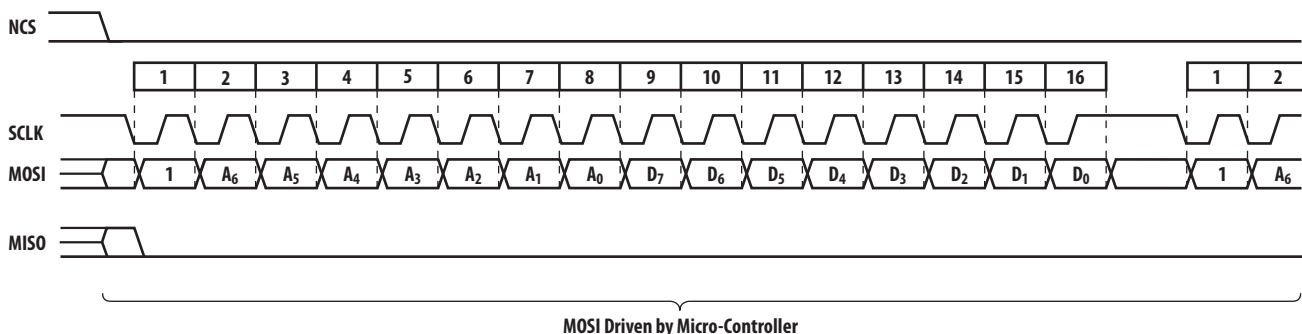 NCS
1 2 3 4 5 6 7 8 9 10 11 12 13 14 15 16 1 2
SCLK
MOSI 1 A6 A5 A4 A3 A2 A1 A0 D7 D6 D5 D4 D3 D2 D1 D0 1 A6
MISO
MOSI Driven by Micro-Controller